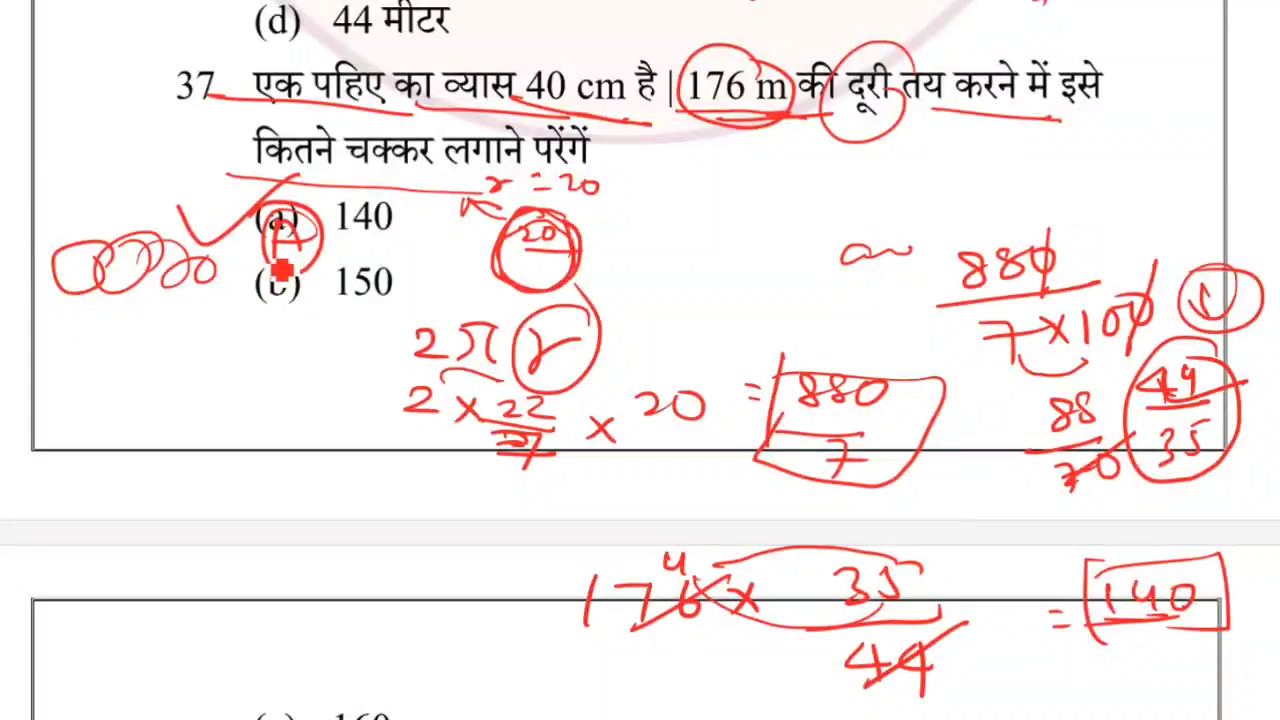 (d) 44 मीटर
37 एक पहिए का व्यास 40 cm है | 176 m की दूरी तय करने में इसे
कितने चक्कर लगाने परेंगें
r = 20
(a) 140
A
20
(b) 150
2π r
2 × 22/7 × 20 = 880/7
880
7 × 100
1
88
70
44
35
176 4 × 35
44
= 140
160